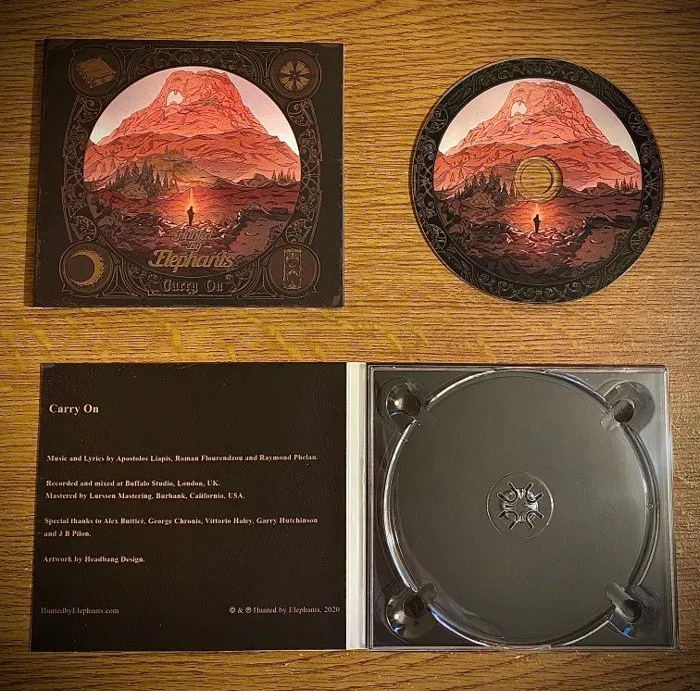 Hunted
By
Elephants
Carry On
Carry On
Music and Lyrics by Apostolos Liapis, Roman Flourendzou and Raymond Phelan.
Recorded and mixed at Buffalo Studio, London, UK.
Mastered by Lurssen Mastering, Burbank, California, USA.
Special thanks to Alex Butticè, George Chronis, Vittorio Haley, Garry Hutchinson
and J B Pilon.
Artwork by Headbang Design.
HuntedbyElephants.com
© & ℗ Hunted by Elephants, 2020